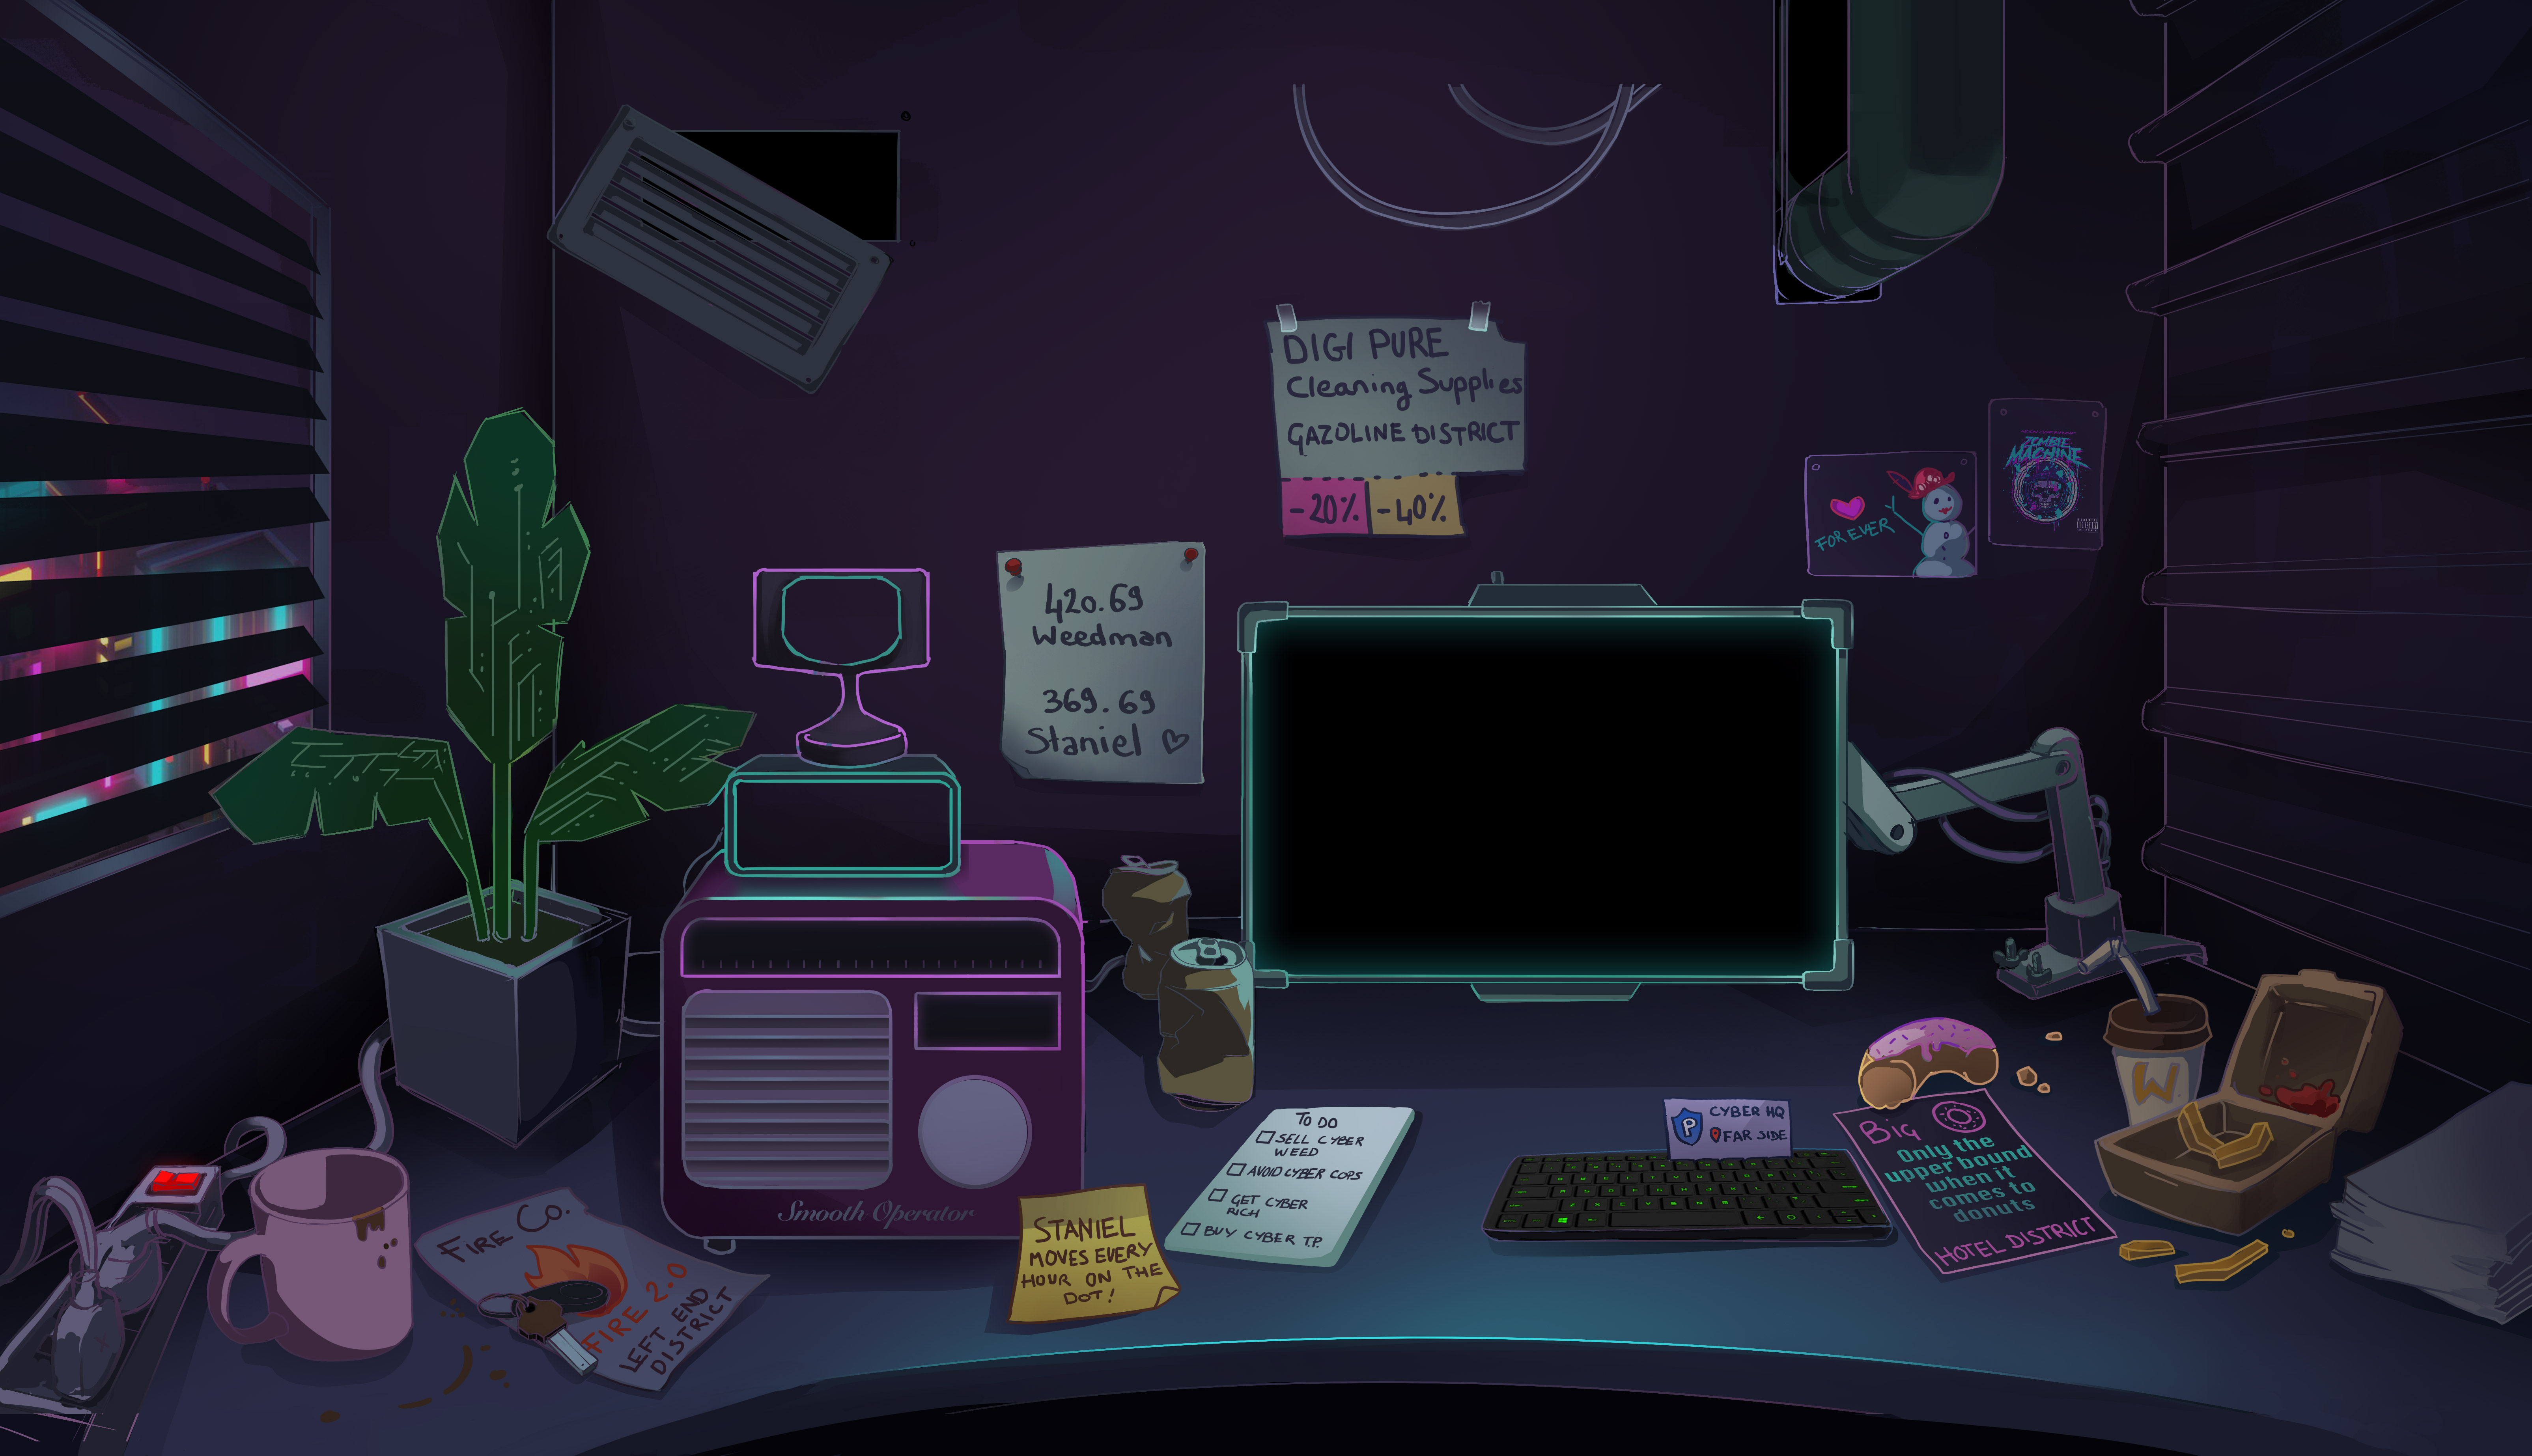 DIGI PURE
Cleaning Supplies
GAZOLINE DISTRICT
-20% -40%
ZOMBIE
MACHINE
FOREVER
420.69
Weedman
369.69
Staniel
Smooth Operator
TO DO
SELL CYBER
WEED
AVOID CYBER COPS
GET CYBER
RICH
BUY CYBER T.P.
STANIEL
MOVES EVERY
HOUR ON THE
DOT!
P
CYBER HQ
FAR SIDE
BIG
Only the
upper bound
when it
comes to
donuts
HOTEL DISTRICT
W
FIRE CO.
FIRE 2.0
LEFT END
DISTRICT